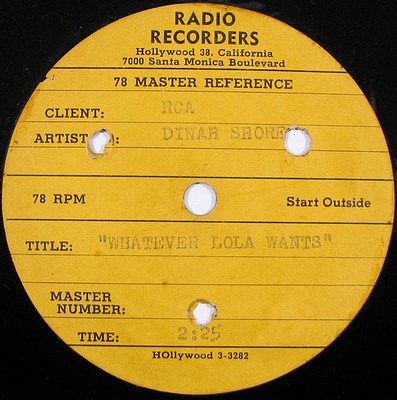 RADIO
RECORDERS
Hollywood 38, California
7000 Santa Monica Boulevard
78 MASTER REFERENCE
CLIENT: RCA
ARTIST ): DINAH SHORE
78 RPM Start Outside
TITLE: "WHATEVER LOLA WANTS"
MASTER
NUMBER:
TIME: 2:25
HOllywood 3-3282